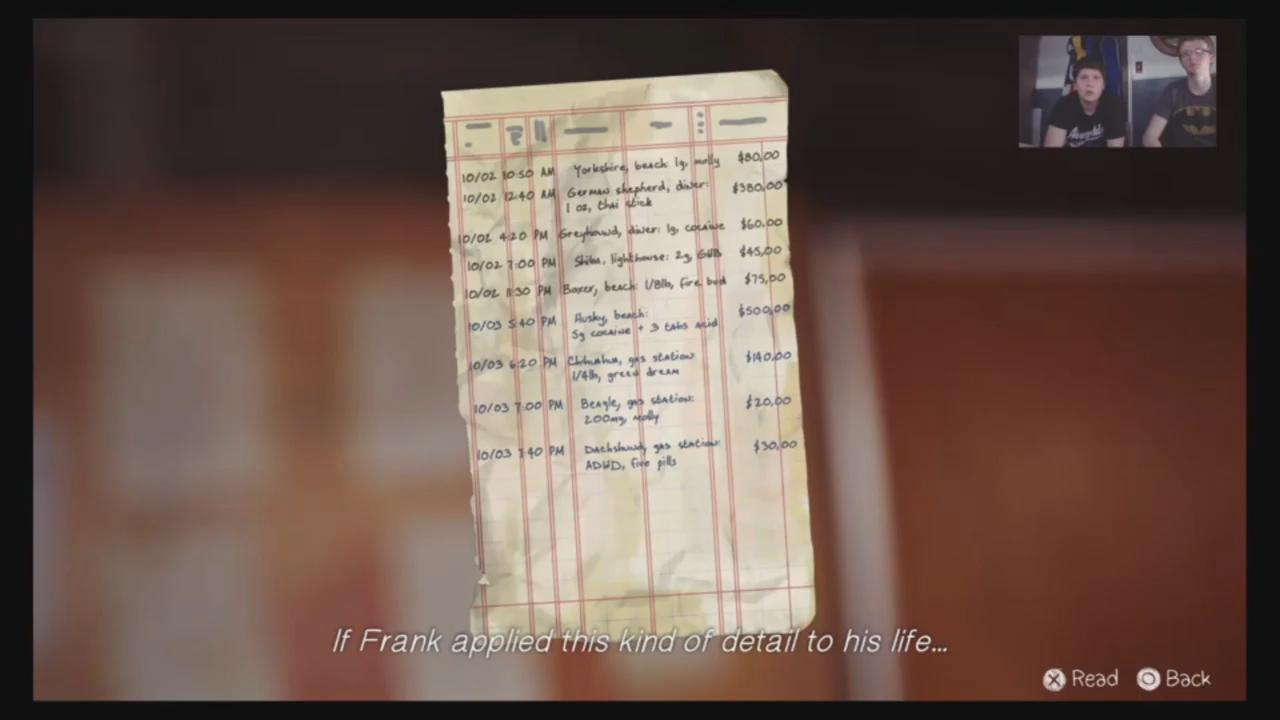 10/02 10:50 AM Yorkshire, beach: 1g, molly $80,00
10/02 12:40 AM German shepherd, diner: $380.00
1 oz, thai stick
10/02 4:20 PM Greyhound, diner: 1g, cocaine $60,00
10/02 7:00 PM Shiba, lighthouse: 2g, GHB $45,00
10/02 11:30 PM Boxer, beach: 1/8lb, fire bud $75,00
10/03 5:40 PM Husky, beach: $500,00
5g cocaine + 3 tabs acid
10/03 6:20 PM Chihuahua, gas station $140,00
1/4lb, green dream
10/03 7:00 PM Beagle, gas station: $20,00
200mg, molly
10/03 7:40 PM Dachshund, gas station: $30,00
ADHD, five pills
If Frank applied this kind of detail to his life...
Read
Back